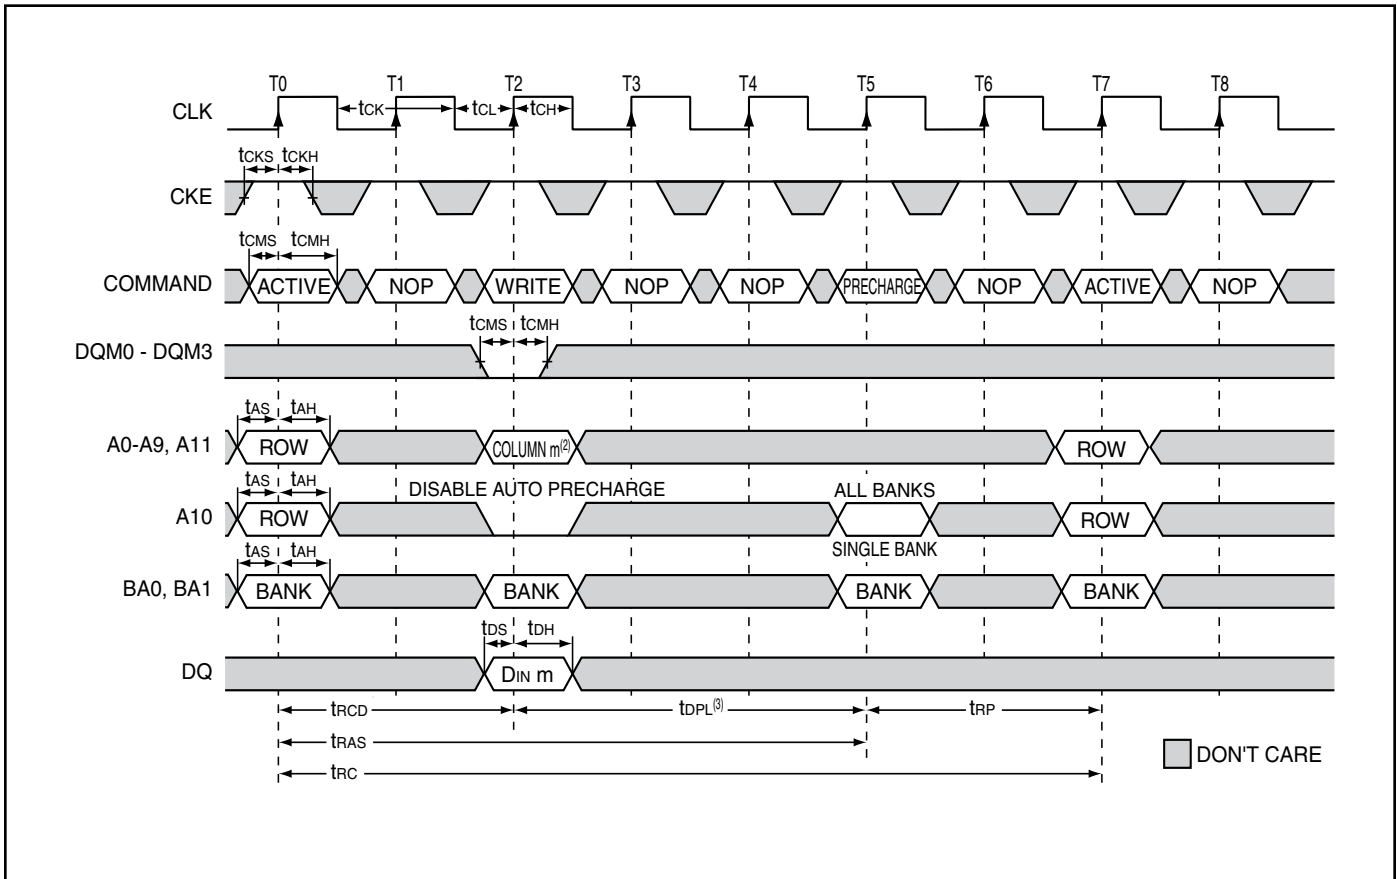 T0 T1 T2 T3 T4 T5 T6 T7 T8
CLK tCK tCL tCH
tCKS tCKH
CKE
tCMS tCMH
COMMAND ACTIVE NOP WRITE NOP NOP PRECHARGE NOP ACTIVE NOP
tCMS tCMH
DQM0 - DQM3
tAS tAH
A0-A9, A11 ROW COLUMN m(2) ROW
tAS tAH DISABLE AUTO PRECHARGE ALL BANKS
A10 ROW ROW
tAS tAH SINGLE BANK
BA0, BA1 BANK BANK BANK BANK
tDS tDH
DQ DIN m
tRCD tDPL(3) tRP
tRAS
DON'T CARE
tRC